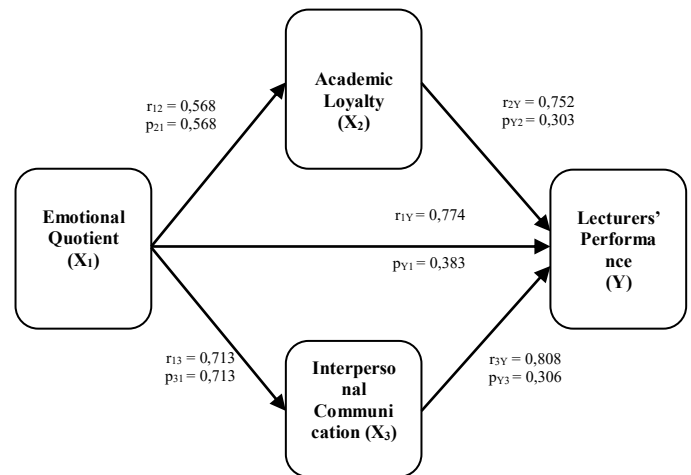 Academic
Loyalty
(X₂)
r₁₂ = 0,568
p₂₁ = 0,568
r₂Y = 0,752
pY₂ = 0,303
Emotional
Quotient
(X₁)
r₁Y = 0,774
pY₁ = 0,383
Lecturers’
Performa
nce
(Y)
r₁₃ = 0,713
p₃₁ = 0,713
Interperso
nal
Communi
cation (X₃)
r₃Y = 0,808
pY₃ = 0,306